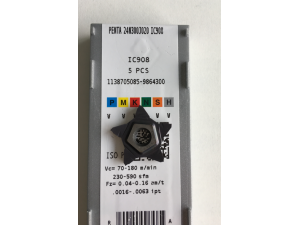 PENTA 24N300J020 IC908
IC908
5 PCS
1138705085-9864300
P M K N S H
V V V V
ISO
Vc= 70-180 m/min
230-590 sfm
Fz= 0.04-0.16 mm/t
.0016-.0063 ipt
R A